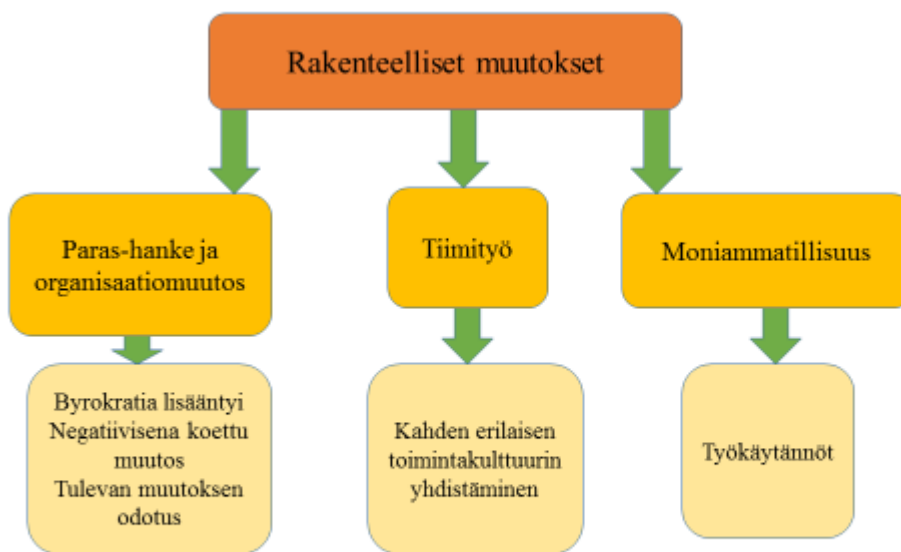 Rakenteelliset muutokset
Paras-hanke ja
organisaatiomuutos
Tiimityö
Moniammatillisuus
Byrokratia lisääntyi
Negatiivisena koettu
muutos
Tulevan muutoksen
odotus
Kahden erilaisen
toimintakulttuurin
yhdistäminen
Työkäytännöt